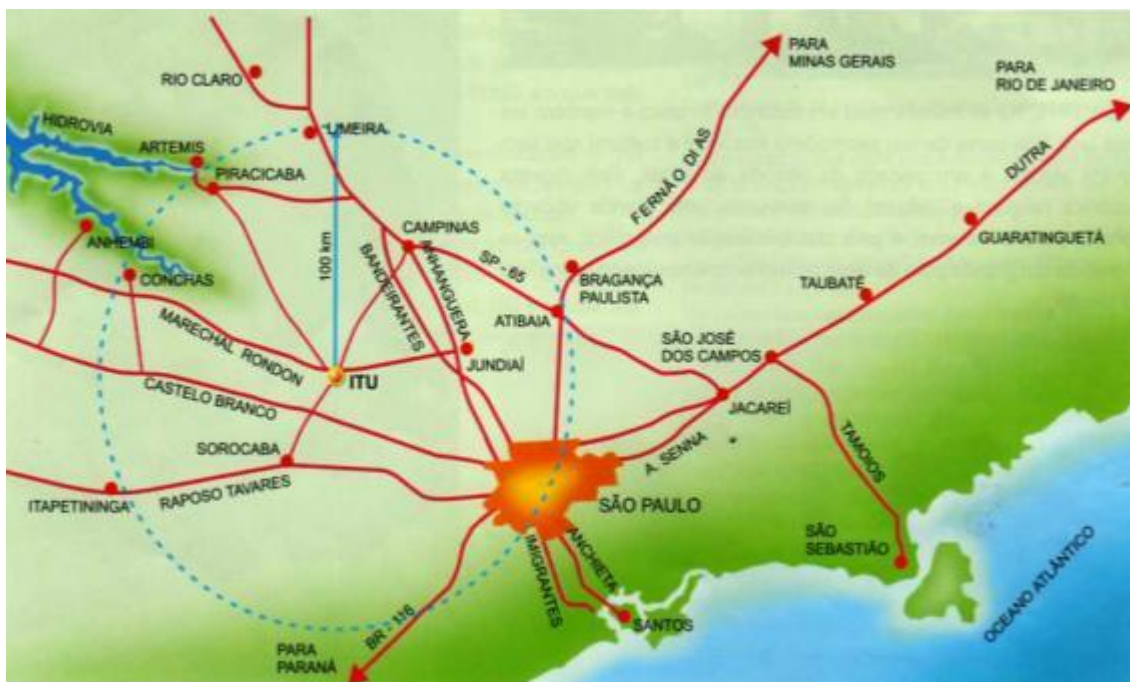 PARA
MINAS GERAIS
PARA
RIO DE JANEIRO
RIO CLARO
HIDROVIA
LIMEIRA
ARTEMIS
PIRACICABA
FERNÃO DIAS
DUTRA
ANHEMBI
CAMPINAS
GUARATINGUETÁ
CONCHAS
100 km
BANDEIRANTES
ANHANGUERA
SP - 65
BRAGANÇA
PAULISTA
TAUBATÉ
ATIBAIA
MARECHAL RONDON
SÃO JOSÉ
DOS CAMPOS
JUNDIAÍ
ITU
CASTELO BRANCO
JACAREÍ
SOROCABA
A. SENNA
TAMOIOS
ITAPETININGA
RAPOSO TAVARES
SÃO PAULO
IMIGRANTES
ANCHIETA
SÃO
SEBASTIÃO
OCEANO ATLÂNTICO
BR - 116
SANTOS
PARA
PARANÁ